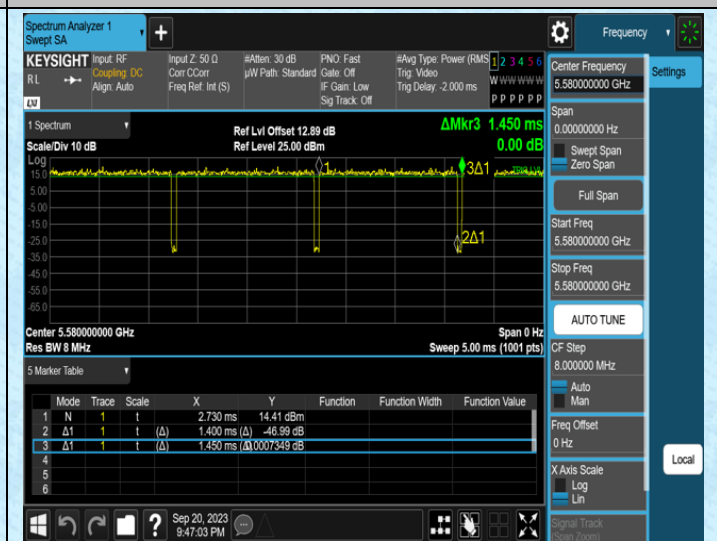 Spectrum Analyzer 1
Swept SA
+
Frequency
KEYSIGHT
RL
LXI
Input: RF
Coupling: DC
Align: Auto
Input Z: 50 Ω
Corr CCorr
Freq Ref: Int (S)
#Atten: 30 dB
µW Path: Standard
PNO: Fast
Gate: Off
IF Gain: Low
Sig Track: Off
#Avg Type: Power (RMS
Trig: Video
Trig Delay: -2.000 ms
1 2 3 4 5 6
W W W W W W
P P P P P P
Center Frequency
5.580000000 GHz
Settings
1 Spectrum
Scale/Div 10 dB
Ref Lvl Offset 12.89 dB
Ref Level 25.00 dBm
ΔMkr3 1.450 ms
0.00 dB
Log
15.0
5.00
-5.00
-15.0
-25.0
-35.0
-45.0
-55.0
-65.0
1
3Δ1
TRIG LVL
2Δ1
Center 5.580000000 GHz
Res BW 8 MHz
Span 0 Hz
Sweep 5.00 ms (1001 pts)
Span
0.00000000 Hz
Swept Span
Zero Span
Full Span
Start Freq
5.580000000 GHz
Stop Freq
5.580000000 GHz
AUTO TUNE
CF Step
8.000000 MHz
Auto
Man
Freq Offset
0 Hz
X Axis Scale
Log
Lin
Signal Track
(Span Zoom)
Local
5 Marker Table
Mode Trace Scale X Y Function Function Width Function Value
1 N 1 t 2.730 ms 14.41 dBm
2 Δ1 1 t (Δ) 1.400 ms (Δ) -46.99 dB
3 Δ1 1 t (Δ) 1.450 ms (Δ) 0.0007349 dB
4
5
6
?
Sep 20, 2023
9:47:03 PM